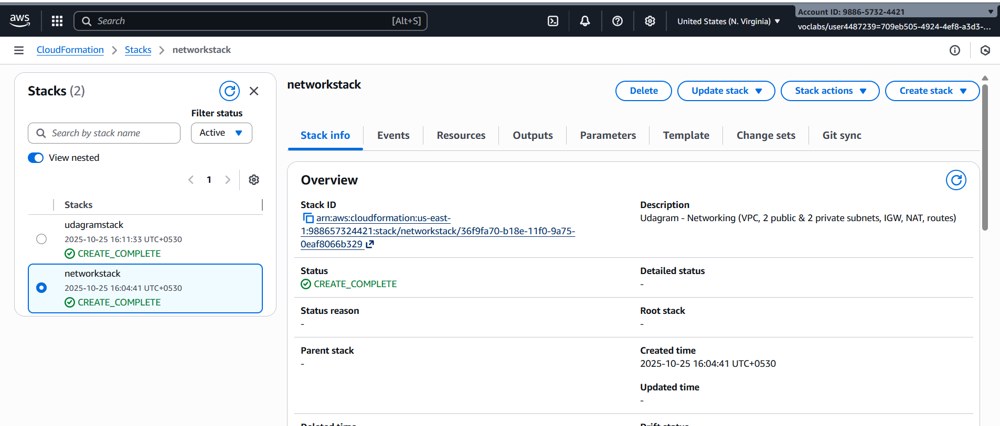 aws
Search [Alt+S]
United States (N. Virginia)
Account ID: 9886-5732-4421
voclabs/user4487239=709eb505-4924-4ef8-a3d3-...
CloudFormation > Stacks > networkstack
Stacks (2)
Filter status
Search by stack name
Active
View nested
1
Stacks
udagramstack
2025-10-25 16:11:33 UTC+0530
CREATE_COMPLETE
networkstack
2025-10-25 16:04:41 UTC+0530
CREATE_COMPLETE
networkstack
Delete
Update stack
Stack actions
Create stack
Stack info
Events
Resources
Outputs
Parameters
Template
Change sets
Git sync
Overview
Stack ID
arn:aws:cloudformation:us-east-
1:988657324421:stack/networkstack/36f9fa70-b18e-11f0-9a75-
0eaf8066b329
Description
Udagram - Networking (VPC, 2 public & 2 private subnets, IGW, NAT, routes)
Status
CREATE_COMPLETE
Detailed status
-
Status reason
-
Root stack
-
Parent stack
-
Created time
2025-10-25 16:04:41 UTC+0530
Updated time
-
Deleted time
Drift status